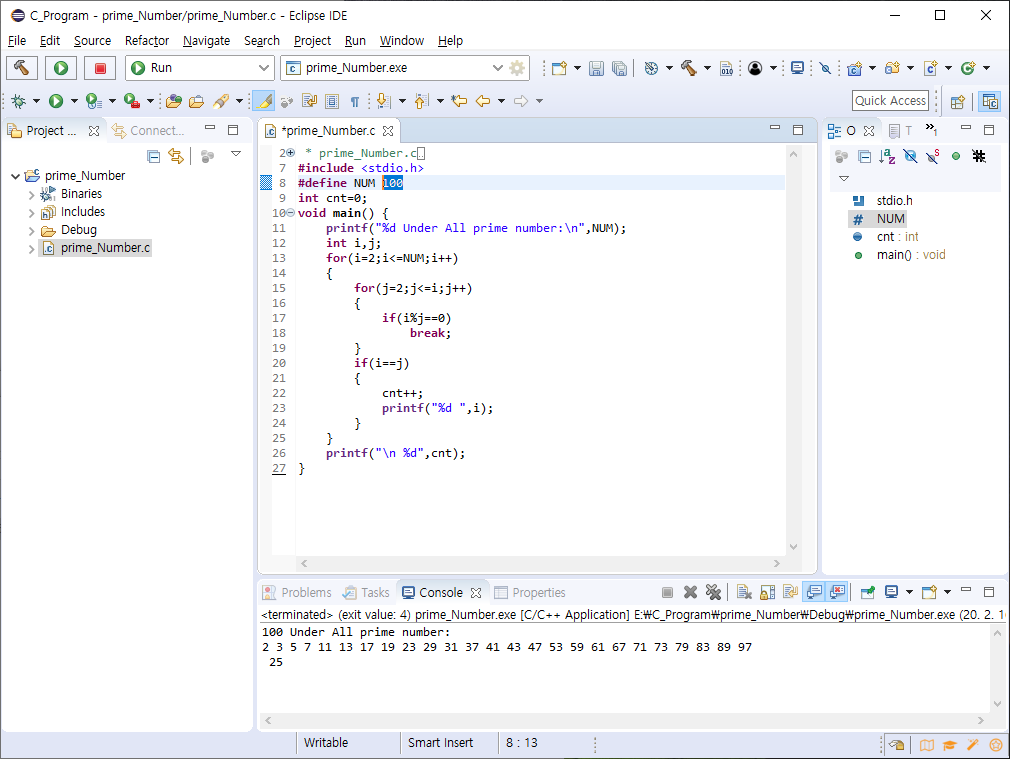 C_Program - prime_Number/prime_Number.c - Eclipse IDE
File Edit Source Refactor Navigate Search Project Run Window Help
Run prime_Number.exe
Quick Access
Project ... Connect...
prime_Number
Binaries
Includes
Debug
prime_Number.c
*prime_Number.c
2 * prime_Number.c
7 #include <stdio.h>
8 #define NUM 100
9 int cnt=0;
10 void main() {
11 printf("%d Under All prime number:\n",NUM);
12 int i,j;
13 for(i=2;i<=NUM;i++)
14 {
15 for(j=2;j<=i;j++)
16 {
17 if(i%j==0)
18 break;
19 }
20 if(i==j)
21 {
22 cnt++;
23 printf("%d ",i);
24 }
25 }
26 printf("\n %d",cnt);
27 }
O T »1
stdio.h
# NUM
cnt : int
main() : void
Problems Tasks Console Properties
<terminated> (exit value: 4) prime_Number.exe [C/C++ Application] E:₩C_Program₩prime_Number₩Debug₩prime_Number.exe (20. 2. 1
100 Under All prime number:
2 3 5 7 11 13 17 19 23 29 31 37 41 43 47 53 59 61 67 71 73 79 83 89 97
25
Writable Smart Insert 8 : 13